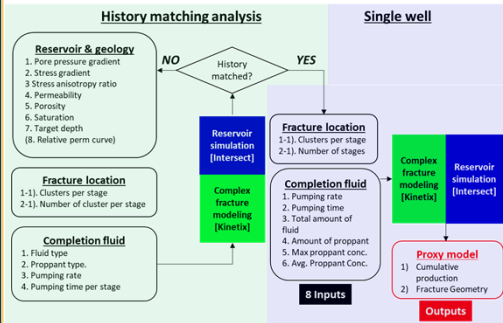 History matching analysis
Single well
Reservoir & geology
1. Pore pressure gradient
2. Stress gradient
3 Stress anisotropy ratio
4. Permeability
5. Porosity
6. Saturation
7. Target depth
(8. Relative perm curve)
NO
History
matched?
YES
Fracture location
1-1). Clusters per stage
2-1). Number of cluster per stage
Completion fluid
1. Fluid type
2. Proppant type.
3. Pumping rate
4. Pumping time per stage
Reservoir
simulation
[Intersect]
Complex
fracture
modeling
[Kinetix]
Fracture location
1-1). Clusters per stage
2-1). Number of stages
Completion fluid
1. Pumping rate
2. Pumping time
3. Total amount of
fluid
4. Amount of proppant
5. Max proppant conc.
6. Avg. Proppant Conc.
8 Inputs
Complex
fracture
modeling
[Kinetix]
Reservoir
simulation
[Intersect]
Proxy model
1) Cumulative
production
2) Fracture Geometry
Outputs